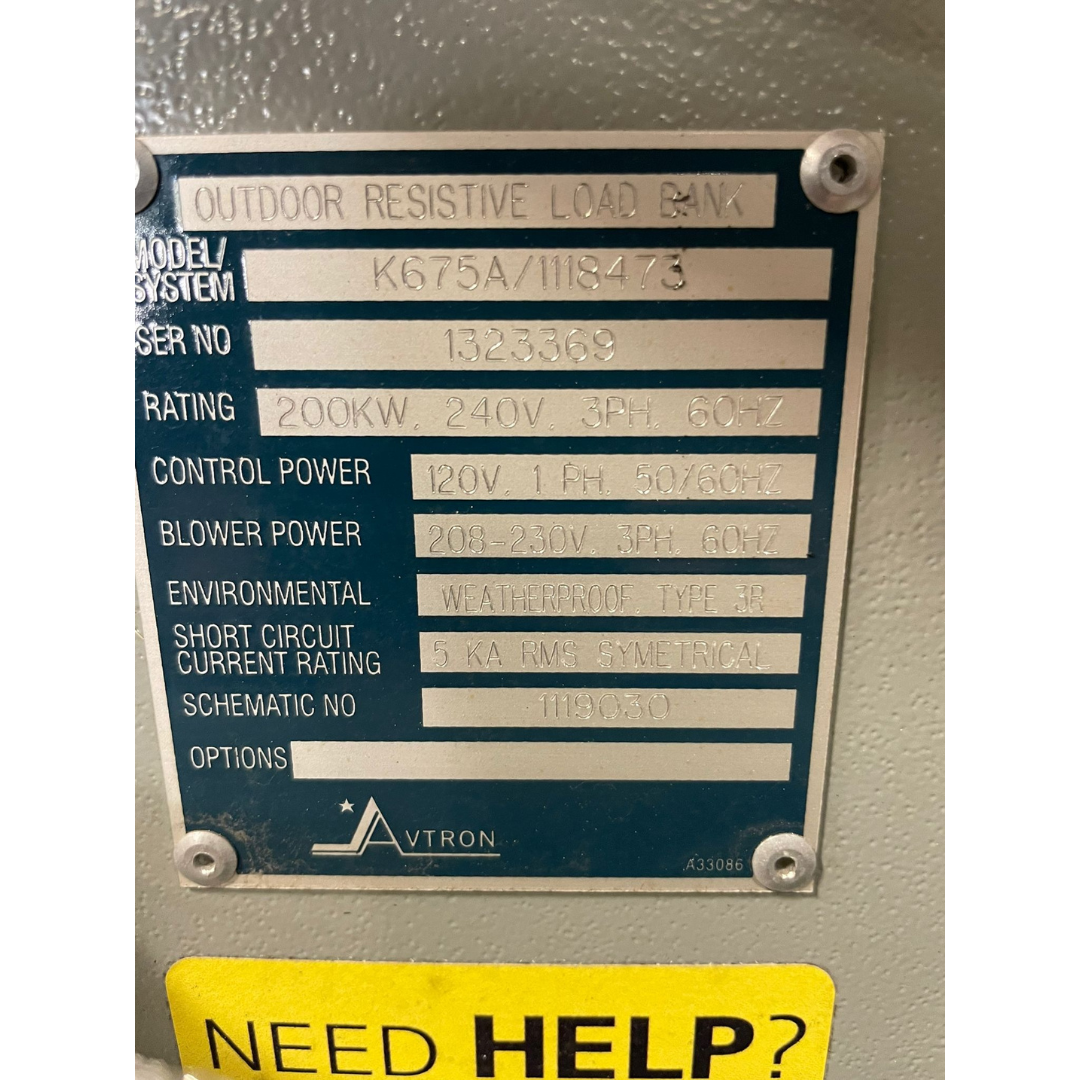 OUTDOOR RESISTIVE LOAD BANK
MODEL/
SYSTEM K675A/1118473
SER NO 1323369
RATING 200KW, 240V, 3PH, 60HZ
CONTROL POWER 120V, 1 PH, 50/60HZ
BLOWER POWER 208-230V, 3PH, 60HZ
ENVIRONMENTAL WEATHERPROOF, TYPE 3R
SHORT CIRCUIT
CURRENT RATING 5 KA RMS SYMETRICAL
SCHEMATIC NO 1119030
OPTIONS
AVTRON
A33086
NEED HELP?